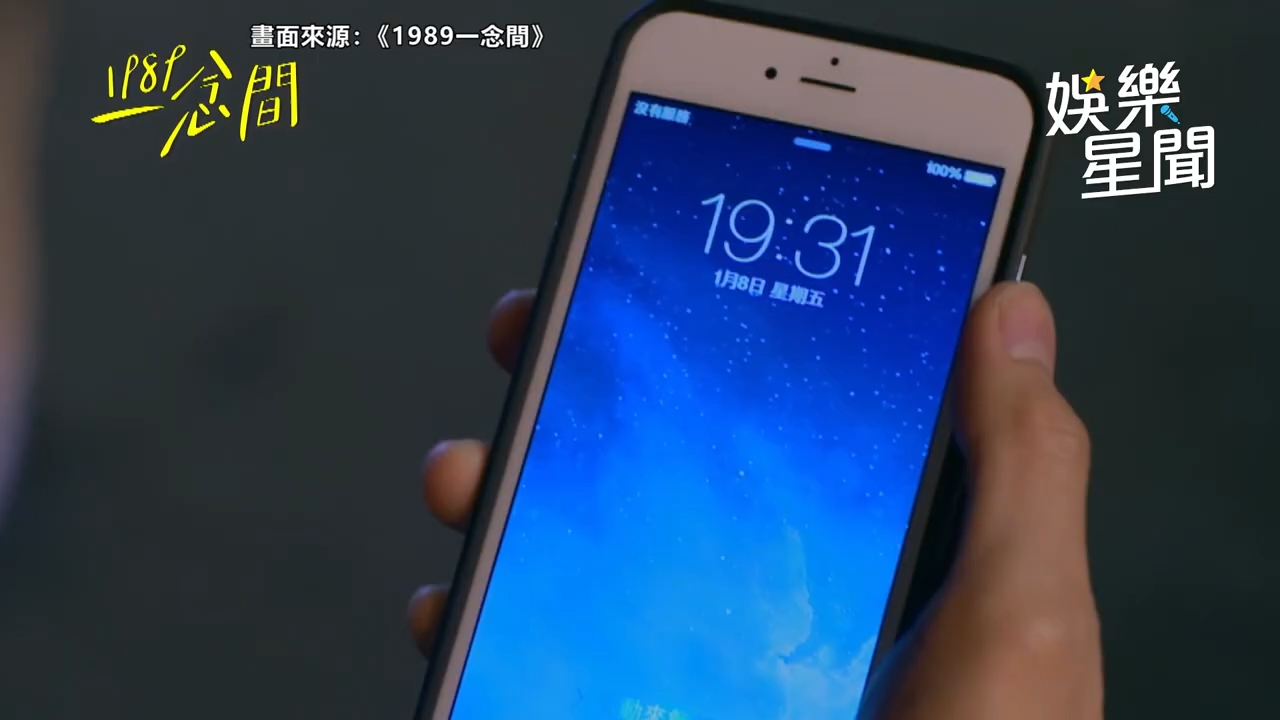 畫面來源：《1989一念間》
1989一念間
娛樂
星聞
沒有服務
100%
19:31
1月8日 星期五